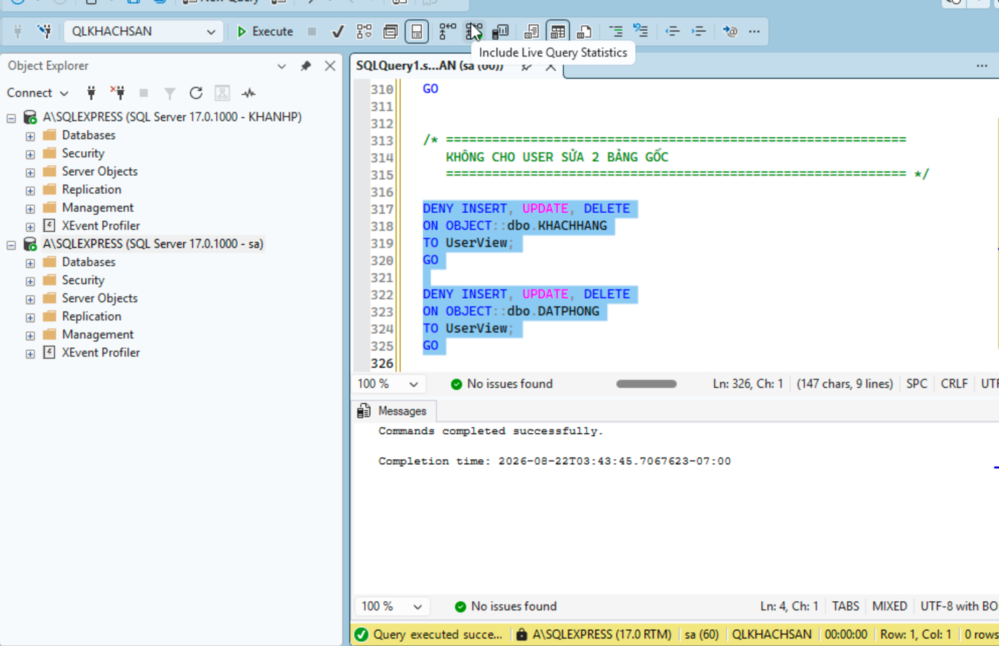 New Query
QLKHACHSAN
Execute
Include Live Query Statistics
Object Explorer
Connect
A\SQLEXPRESS (SQL Server 17.0.1000 - KHANHP)
Databases
Security
Server Objects
Replication
Management
XEvent Profiler
A\SQLEXPRESS (SQL Server 17.0.1000 - sa)
Databases
Security
Server Objects
Replication
Management
XEvent Profiler
SQLQuery1.s...AN (sa (60))
310 GO
311
312
313 /* ============================================================
314 KHÔNG CHO USER SỬA 2 BẢNG GỐC
315 ============================================================ */
316
317 DENY INSERT, UPDATE, DELETE
318 ON OBJECT::dbo.KHACHHANG
319 TO UserView;
320 GO
321
322 DENY INSERT, UPDATE, DELETE
323 ON OBJECT::dbo.DATPHONG
324 TO UserView;
325 GO
326
100 % No issues found Ln: 326, Ch: 1 (147 chars, 9 lines) SPC CRLF UTF
Messages
Commands completed successfully.
Completion time: 2026-08-22T03:43:45.7067623-07:00
100 % No issues found Ln: 4, Ch: 1 TABS MIXED UTF-8 with BO
Query executed succe... A\SQLEXPRESS (17.0 RTM) sa (60) QLKHACHSAN 00:00:00 Row: 1, Col: 1 0 rows